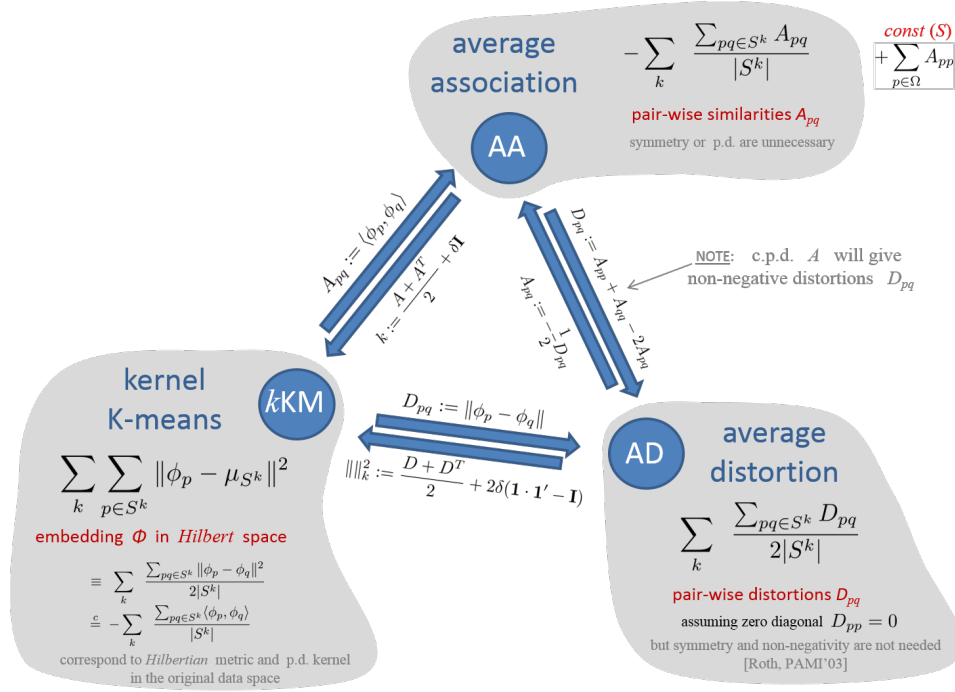 average
association
AA
$-\sum_{k} \frac{\sum_{pq \in S^k} A_{pq}}{|S^k|}$
const (S)
$+\sum_{p \in \Omega} A_{pp}$
pair-wise similarities $A_{pq}$
symmetry or p.d. are unnecessary
$A_{pq} := \langle \phi_p, \phi_q \rangle$
$k := \frac{A + A^T}{2} + \delta \mathbf{I}$
$D_{pq} := A_{pp} + A_{qq} - 2A_{pq}$
$A_{pq} := -\frac{1}{2} D_{pq}$
NOTE: c.p.d. A will give
non-negative distortions $D_{pq}$
kernel
K-means
kKM
$\sum_{k} \sum_{p \in S^k} \|\phi_p - \mu_{S^k}\|^2$
embedding Φ in Hilbert space
$\equiv \sum_{k} \frac{\sum_{pq \in S^k} \|\phi_p - \phi_q\|^2}{2|S^k|}$
$\stackrel{c}{=} -\sum_{k} \frac{\sum_{pq \in S^k} \langle \phi_p, \phi_q \rangle}{|S^k|}$
correspond to Hilbertian metric and p.d. kernel
in the original data space
$D_{pq} := \|\phi_p - \phi_q\|$
$\|\|_k^2 := \frac{D + D^T}{2} + 2\delta(\mathbf{1} \cdot \mathbf{1}' - \mathbf{I})$
AD
average
distortion
$\sum_{k} \frac{\sum_{pq \in S^k} D_{pq}}{2|S^k|}$
pair-wise distortions $D_{pq}$
assuming zero diagonal $D_{pp} = 0$
but symmetry and non-negativity are not needed
[Roth, PAMI'03]